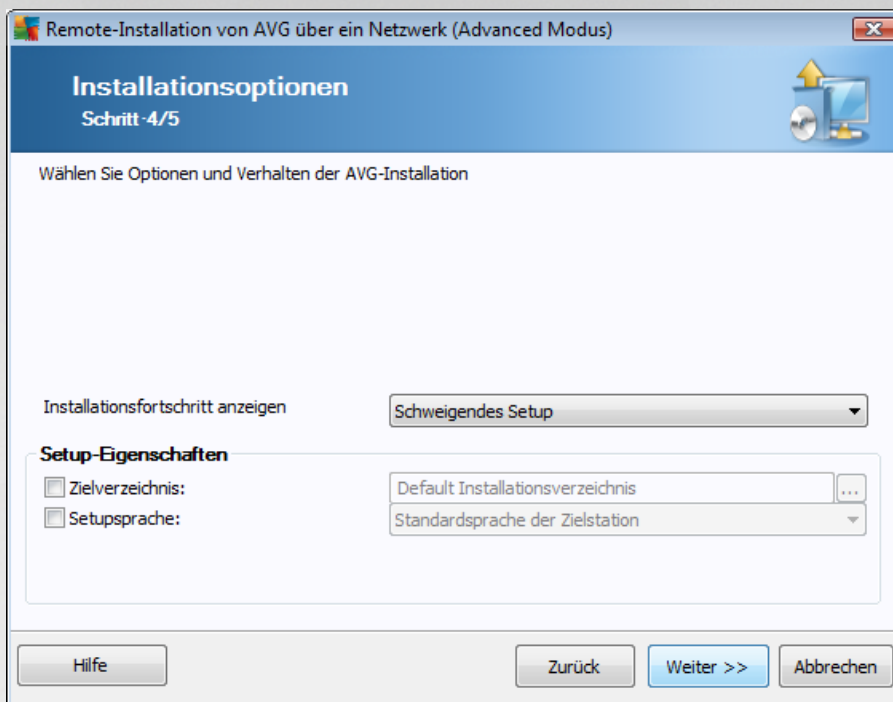 Remote-Installation von AVG über ein Netzwerk (Advanced Modus)
Installationsoptionen
Schritt-4/5
Wählen Sie Optionen und Verhalten der AVG-Installation
Installationsfortschritt anzeigen
Schweigendes Setup
Setup-Eigenschaften
Zielverzeichnis:
Default Installationsverzeichnis
...
Setupsprache:
Standardsprache der Zielstation
Hilfe
Zurück
Weiter >>
Abbrechen